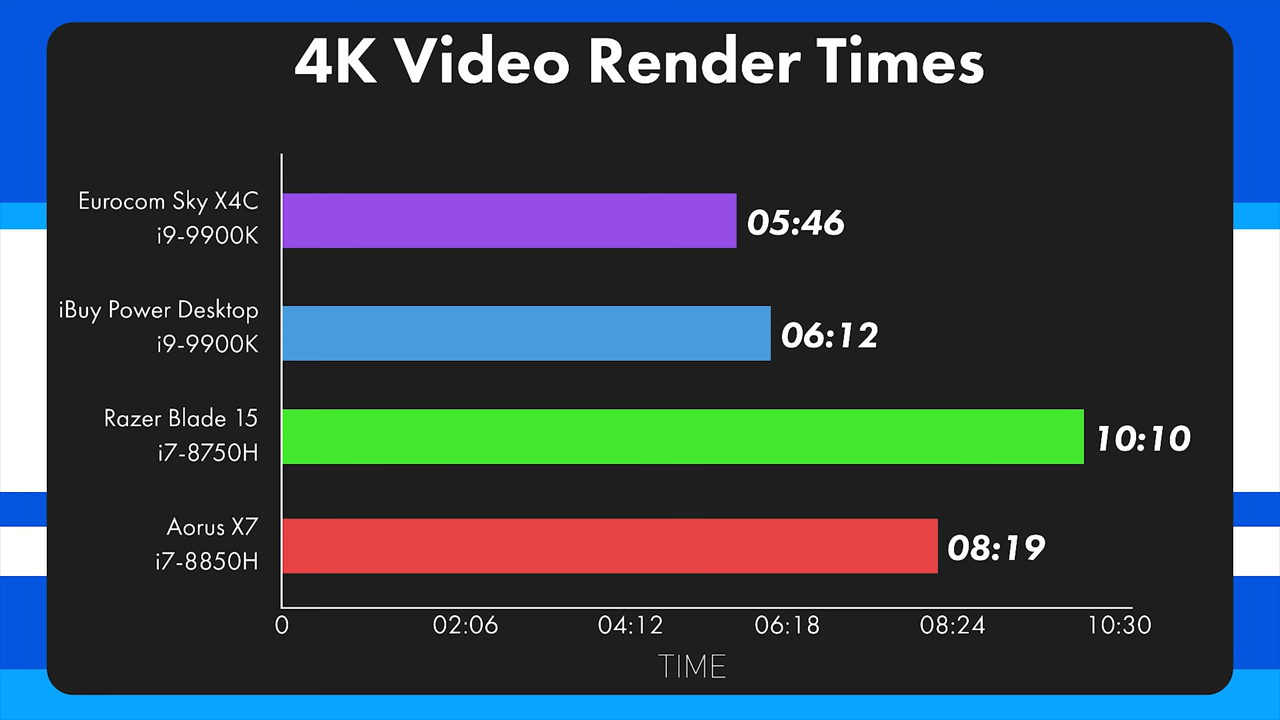 4K Video Render Times
Eurocom Sky X4C
i9-9900K
05:46
iBuy Power Desktop
i9-9900K
06:12
Razer Blade 15
i7-8750H
10:10
Aorus X7
i7-8850H
08:19
0 02:06 04:12 06:18 08:24 10:30
TIME